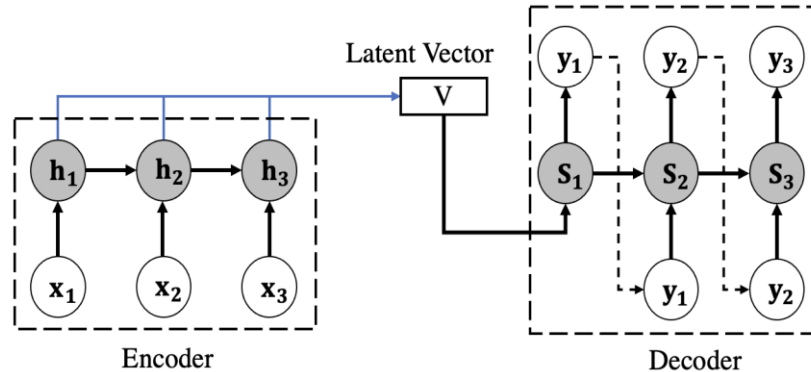 Latent Vector
V
y₁ y₂ y₃
h₁ h₂ h₃
S₁ S₂ S₃
x₁ x₂ x₃
y₁ y₂
Encoder
Decoder